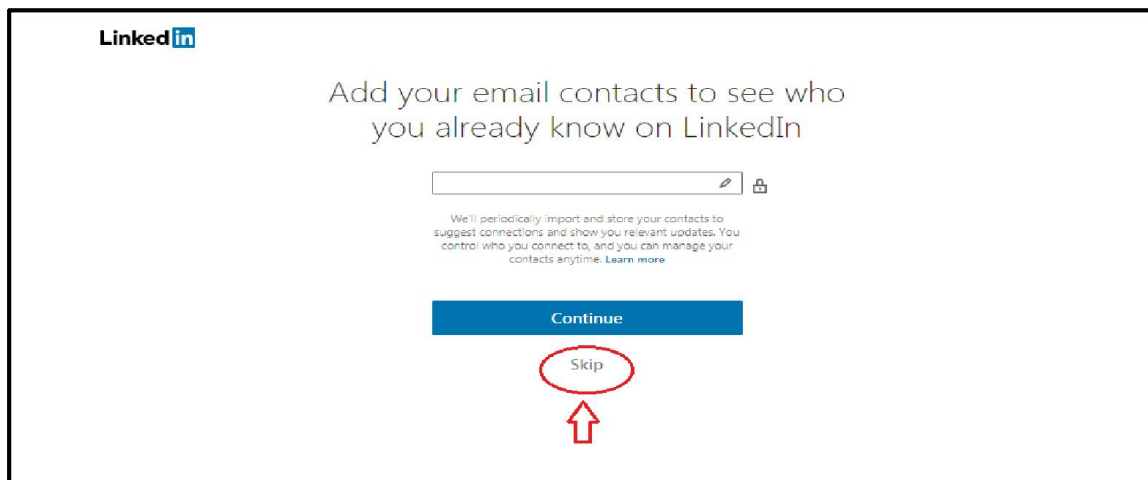 Linked in
Add your email contacts to see who
you already know on LinkedIn
We'll periodically import and store your contacts to
suggest connections and show you relevant updates. You
control who you connect to, and you can manage your
contacts anytime. Learn more
Continue
Skip